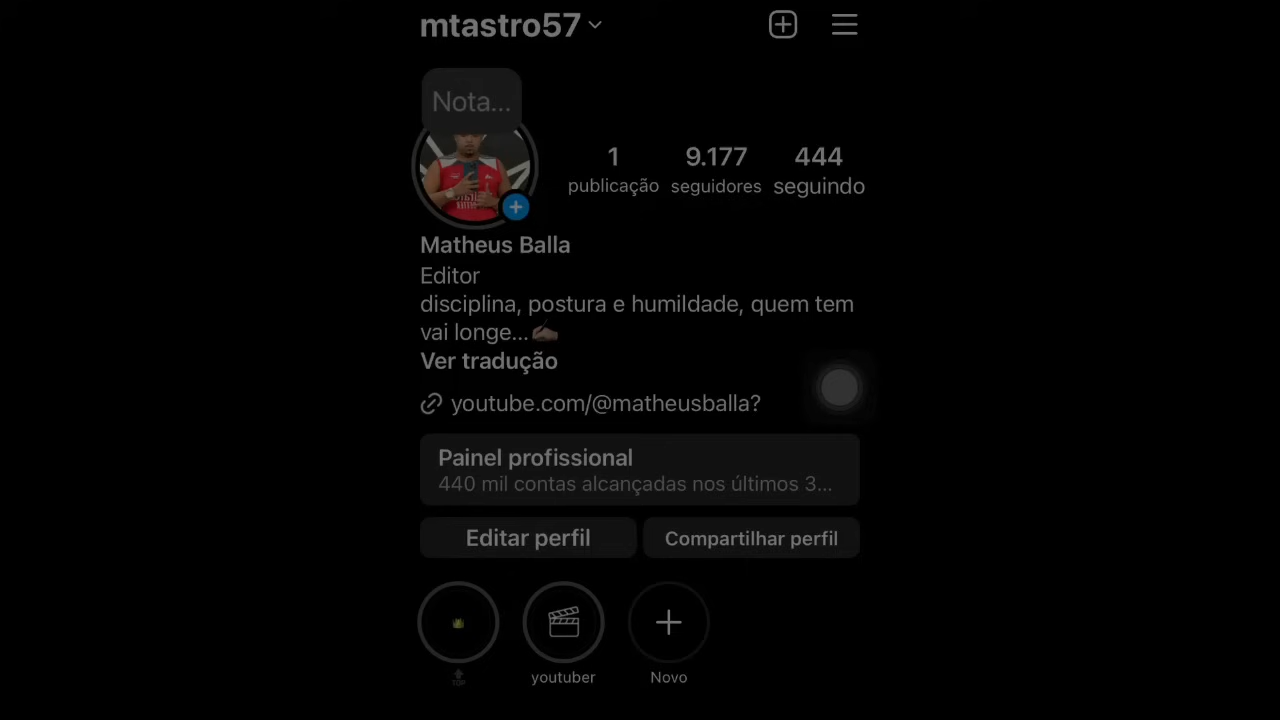 mtastro57
Nota...
1
9.177
444
publicação
seguidores
seguindo
Matheus Balla
Editor
disciplina, postura e humildade, quem tem
vai longe...✍🏽
Ver tradução
youtube.com/@matheusballa?
Painel profissional
440 mil contas alcançadas nos últimos 3...
Editar perfil
Compartilhar perfil
TOP
youtuber
Novo